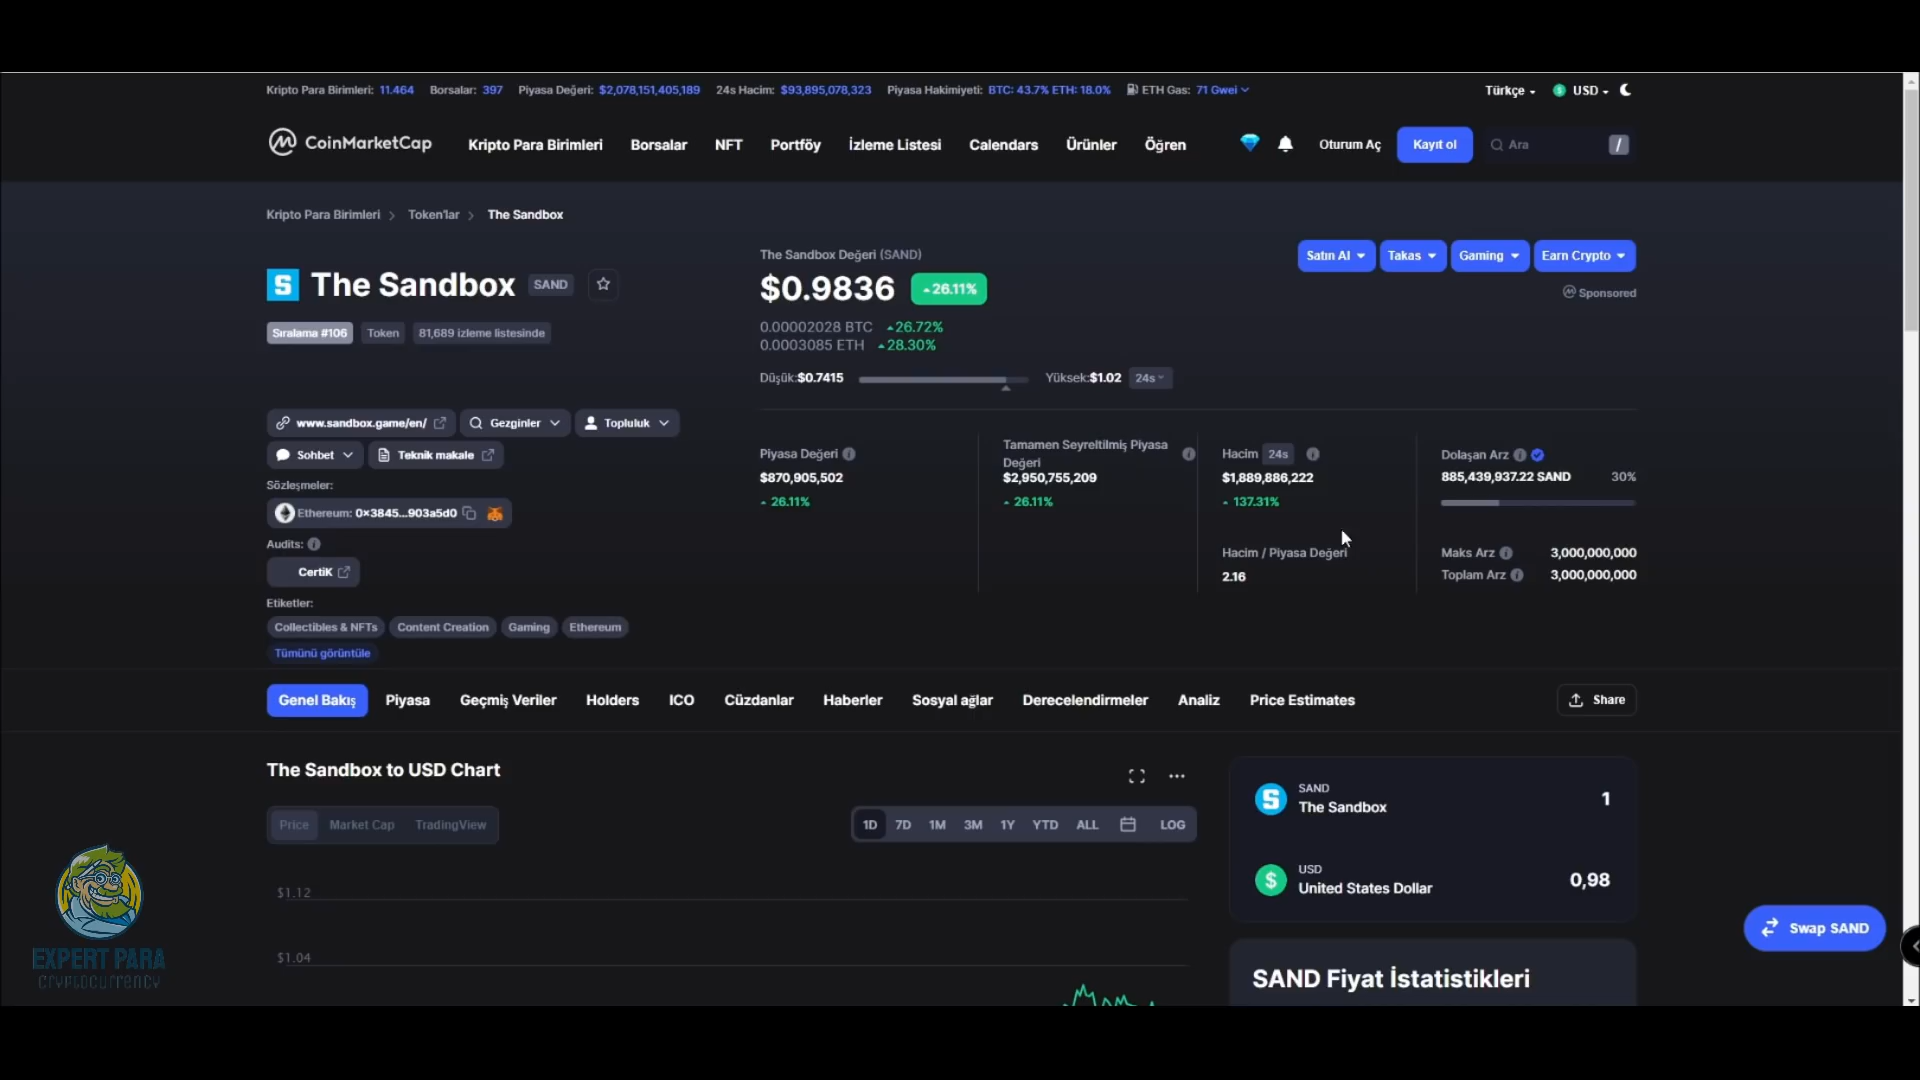 Kripto Para Birimleri: 11.464 Borsalar: 397 Piyasa Değeri: $2,078,151,405,189 24s Hacim: $93,895,078,323 Piyasa Hakimiyeti: BTC: 43.7% ETH: 18.0% ETH Gas: 71 Gwei Türkçe USD
CoinMarketCap Kripto Para Birimleri Borsalar NFT Portföy İzleme Listesi Calendars Ürünler Öğren Oturum Aç Kayıt ol Ara /
Kripto Para Birimleri Token'lar The Sandbox
The Sandbox Değeri (SAND)
Satın Al Takas Gaming Earn Crypto
The Sandbox SAND
$0.9836 26.11%
Sponsored
Sıralama #106 Token 81,689 izleme listesinde
0.00002028 BTC 26.72%
0.0003085 ETH 28.30%
Düşük:$0.7415 Yüksek:$1.02 24s
www.sandbox.game/en/ Gezginler Topluluk
Sohbet Teknik makale
Sözleşmeler:
Ethereum: 0x3845...903a5d0
Audits:
CertiK
Etiketler:
Collectibles & NFTs Content Creation Gaming Ethereum
Tümünü görüntüle
Piyasa Değeri
$870,905,502
26.11%
Tamamen Seyreltilmiş Piyasa
Değeri
$2,950,755,209
26.11%
Hacim 24s
$1,889,886,222
137.31%
Hacim / Piyasa Değeri
2.16
Dolaşan Arz
885,439,937.22 SAND 30%
Maks Arz 3,000,000,000
Toplam Arz 3,000,000,000
Genel Bakış Piyasa Geçmiş Veriler Holders ICO Cüzdanlar Haberler Sosyal ağlar Derecelendirmeler Analiz Price Estimates Share
The Sandbox to USD Chart
Price Market Cap TradingView 1D 7D 1M 3M 1Y YTD ALL LOG
$1.12
$1.04
SAND
The Sandbox 1
USD
United States Dollar 0,98
Swap SAND
SAND Fiyat İstatistikleri
EXPERT PARA
CRYPTOCURRENCY